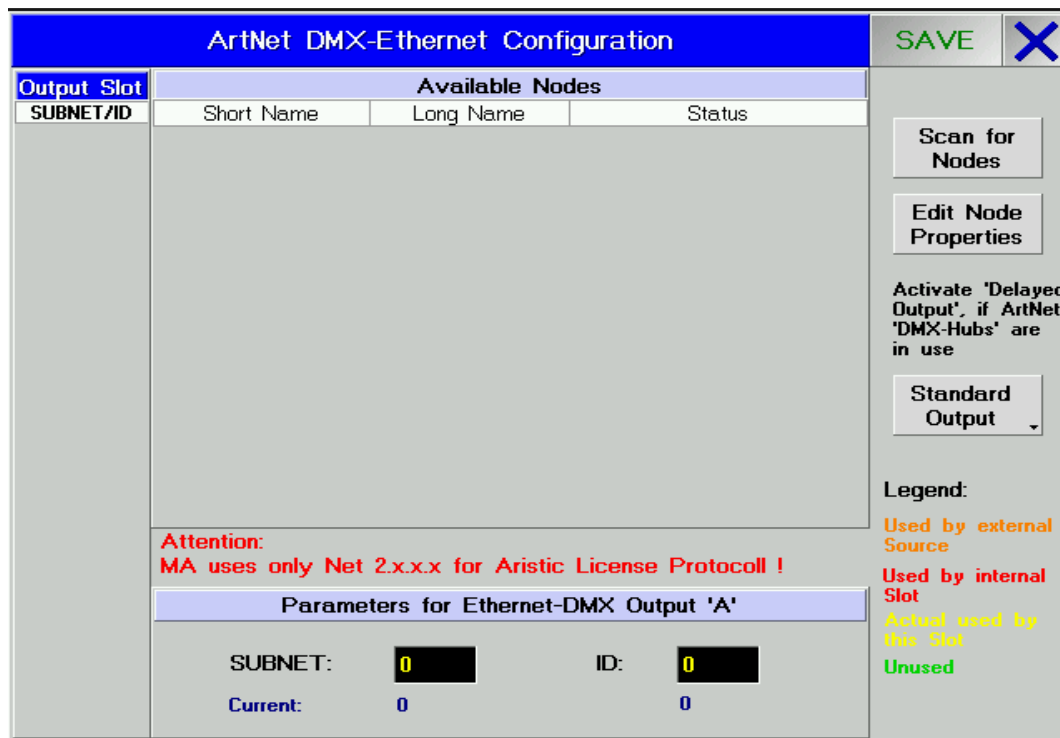 ArtNet DMX-Ethernet Configuration
SAVE
Output Slot
SUBNET/ID
Available Nodes
Short Name Long Name Status
Scan for
Nodes
Edit Node
Properties
Activate 'Delayed
Output', if ArtNet
'DMX-Hubs' are
in use
Standard
Output
Legend:
Used by external
Source
Used by internal
Slot
Actual used by
this Slot
Unused
Attention:
MA uses only Net 2.x.x.x for Aristic License Protocoll !
Parameters for Ethernet-DMX Output 'A'
SUBNET: 0 ID: 0
Current: 0 0